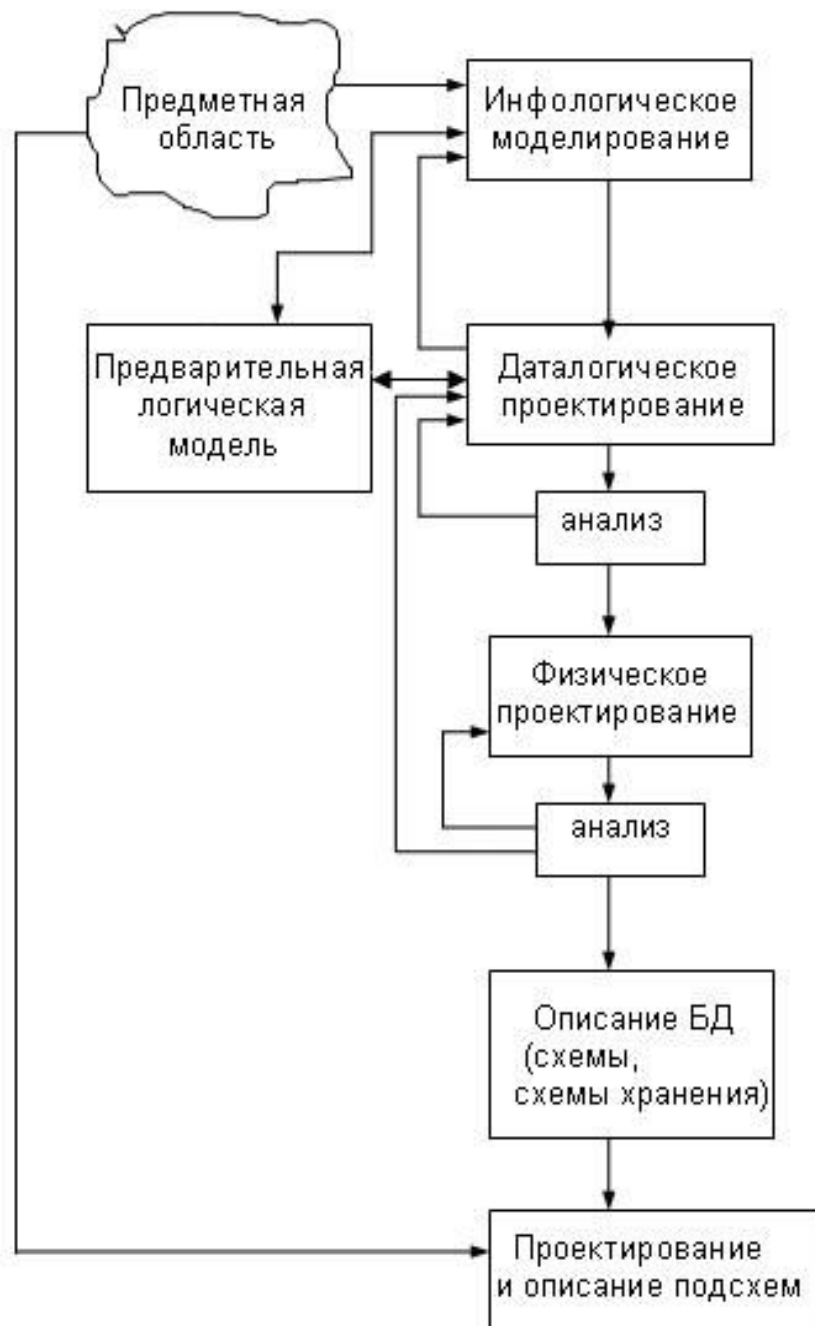 Предметная
область
Инфологическое
моделирование
Предварительная
логическая
модель
Даталогическое
проектирование
анализ
Физическое
проектирование
анализ
Описание БД
(схемы,
схемы хранения)
Проектирование
и описание подсхем